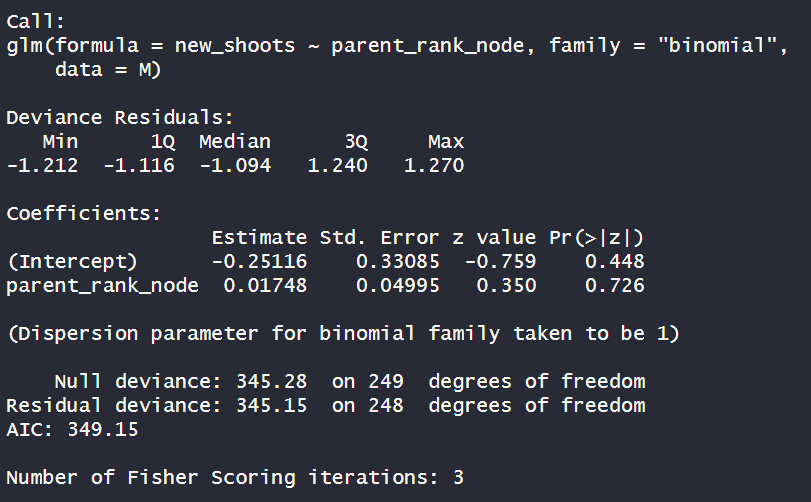 Call:
glm(formula = new_shoots ~ parent_rank_node, family = "binomial",
    data = M)

Deviance Residuals:
   Min      1Q  Median      3Q     Max
-1.212  -1.116  -1.094   1.240   1.270

Coefficients:
                 Estimate Std. Error z value Pr(>|z|)
(Intercept)      -0.25116    0.33085  -0.759    0.448
parent_rank_node  0.01748    0.04995   0.350    0.726

(Dispersion parameter for binomial family taken to be 1)

    Null deviance: 345.28  on 249  degrees of freedom
Residual deviance: 345.15  on 248  degrees of freedom
AIC: 349.15

Number of Fisher Scoring iterations: 3